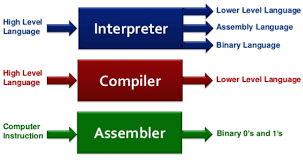 High Level
Language
Interpreter
Lower Level Language
Assembly Language
Binary Language
High Level
Language
Compiler
Lower Level Language
Computer
Instruction
Assembler
Binary 0's and 1's